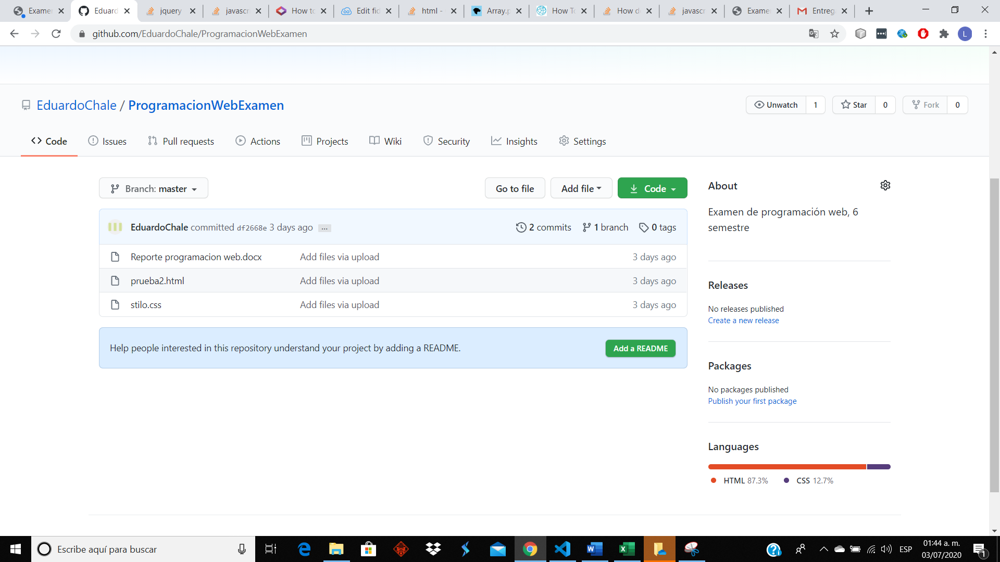 Examen
Eduard
jquery
javascri
How to
Edit fid
html -
Array.p
How To
How d
javascr
Examen
Entreg
github.com/EduardoChale/ProgramacionWebExamen
L
EduardoChale / ProgramacionWebExamen
Unwatch 1
Star 0
Fork 0
Code
Issues
Pull requests
Actions
Projects
Wiki
Security
Insights
Settings
Branch: master
Go to file
Add file
Code
EduardoChale committed df2668e 3 days ago ...
2 commits
1 branch
0 tags
Reporte programacion web.docx Add files via upload 3 days ago
prueba2.html Add files via upload 3 days ago
stilo.css Add files via upload 3 days ago
Help people interested in this repository understand your project by adding a README.
Add a README
About
Examen de programación web, 6
semestre
Releases
No releases published
Create a new release
Packages
No packages published
Publish your first package
Languages
HTML 87.3%
CSS 12.7%
Escribe aquí para buscar
ESP
01:44 a. m.
03/07/2020
1